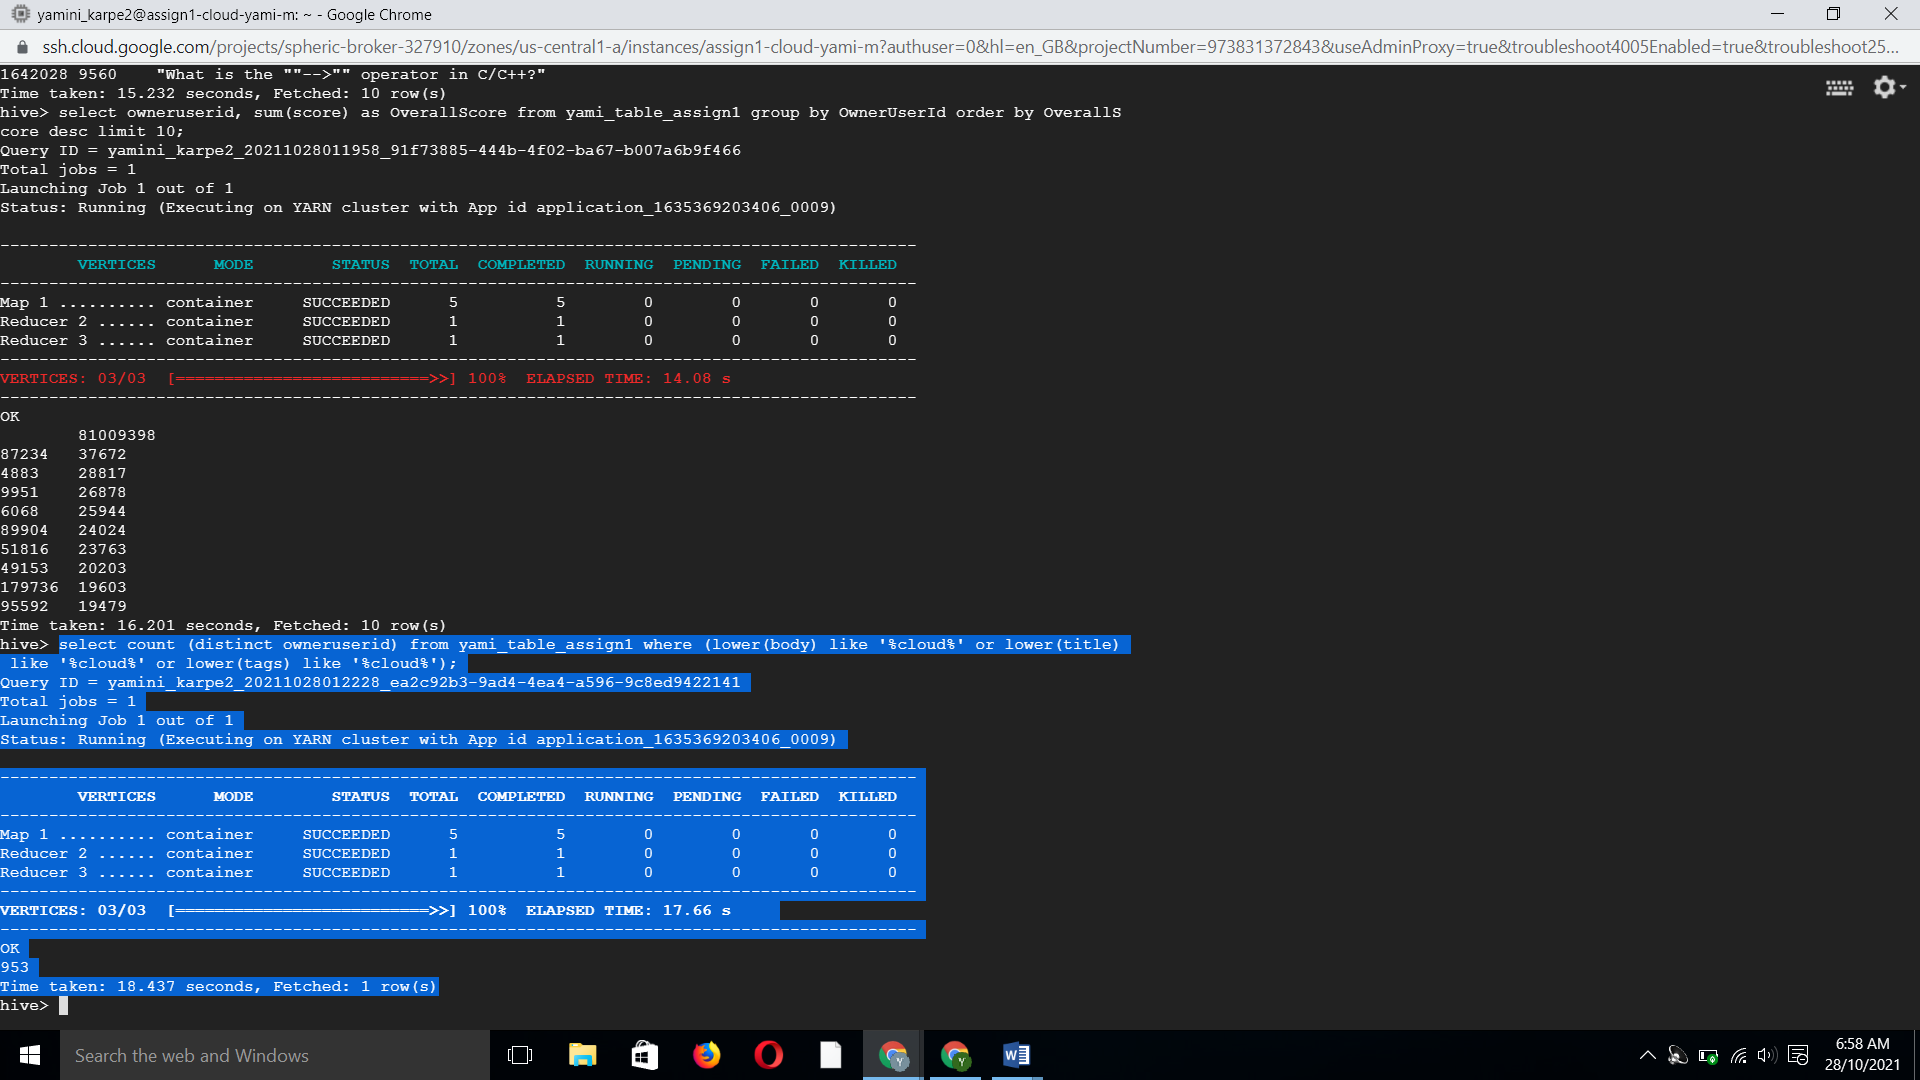 yamini_karpe2@assign1-cloud-yami-m: ~ - Google Chrome
ssh.cloud.google.com/projects/spheric-broker-327910/zones/us-central1-a/instances/assign1-cloud-yami-m?authuser=0&hl=en_GB&projectNumber=973831372843&useAdminProxy=true&troubleshoot4005Enabled=true&troubleshoot25...
1642028 9560    "What is the ""-->"" operator in C/C++?"
Time taken: 15.232 seconds, Fetched: 10 row(s)
hive> select owneruserid, sum(score) as OverallScore from yami_table_assign1 group by OwnerUserId order by OverallS
core desc limit 10;
Query ID = yamini_karpe2_20211028011958_91f73885-444b-4f02-ba67-b007a6b9f466
Total jobs = 1
Launching Job 1 out of 1
Status: Running (Executing on YARN cluster with App id application_1635369203406_0009)
----------------------------------------------------------------------------------------------
        VERTICES      MODE        STATUS  TOTAL  COMPLETED  RUNNING  PENDING  FAILED  KILLED
----------------------------------------------------------------------------------------------
Map 1 .......... container     SUCCEEDED      5          5        0        0       0       0
Reducer 2 ...... container     SUCCEEDED      1          1        0        0       0       0
Reducer 3 ...... container     SUCCEEDED      1          1        0        0       0       0
----------------------------------------------------------------------------------------------
VERTICES: 03/03  [==========================>>] 100%  ELAPSED TIME: 14.08 s
----------------------------------------------------------------------------------------------
OK
        81009398
87234   37672
4883    28817
9951    26878
6068    25944
89904   24024
51816   23763
49153   20203
179736  19603
95592   19479
Time taken: 16.201 seconds, Fetched: 10 row(s)
hive> select count (distinct owneruserid) from yami_table_assign1 where (lower(body) like '%cloud%' or lower(title)
 like '%cloud%' or lower(tags) like '%cloud%');
Query ID = yamini_karpe2_20211028012228_ea2c92b3-9ad4-4ea4-a596-9c8ed9422141
Total jobs = 1
Launching Job 1 out of 1
Status: Running (Executing on YARN cluster with App id application_1635369203406_0009)
----------------------------------------------------------------------------------------------
        VERTICES      MODE        STATUS  TOTAL  COMPLETED  RUNNING  PENDING  FAILED  KILLED
----------------------------------------------------------------------------------------------
Map 1 .......... container     SUCCEEDED      5          5        0        0       0       0
Reducer 2 ...... container     SUCCEEDED      1          1        0        0       0       0
Reducer 3 ...... container     SUCCEEDED      1          1        0        0       0       0
----------------------------------------------------------------------------------------------
VERTICES: 03/03  [==========================>>] 100%  ELAPSED TIME: 17.66 s
----------------------------------------------------------------------------------------------
OK
953
Time taken: 18.437 seconds, Fetched: 1 row(s)
hive>
Search the web and Windows
6:58 AM
28/10/2021